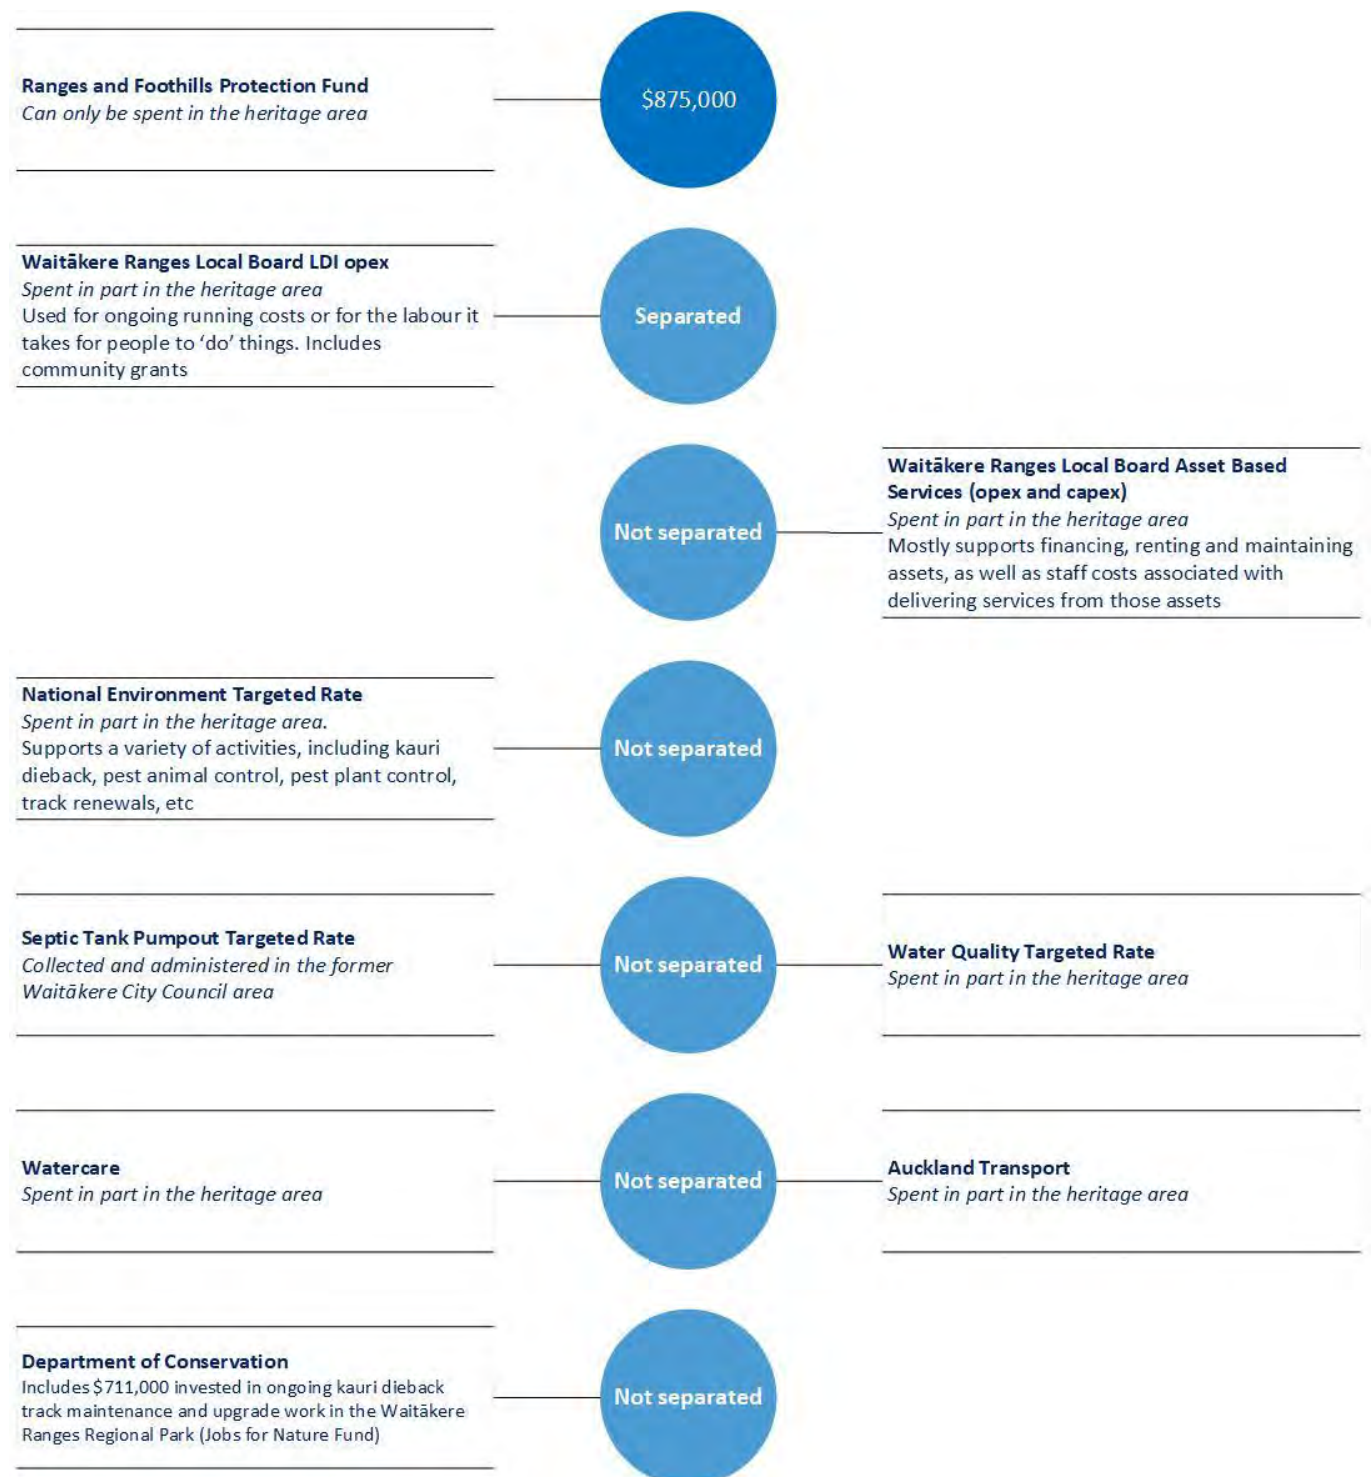 Ranges and Foothills Protection Fund
Can only be spent in the heritage area
$875,000
Waitākere Ranges Local Board LDI opex
Spent in part in the heritage area
Used for ongoing running costs or for the labour it
takes for people to ‘do’ things. Includes
community grants
Separated
Not separated
Waitākere Ranges Local Board Asset Based
Services (opex and capex)
Spent in part in the heritage area
Mostly supports financing, renting and maintaining
assets, as well as staff costs associated with
delivering services from those assets
National Environment Targeted Rate
Spent in part in the heritage area.
Supports a variety of activities, including kauri
dieback, pest animal control, pest plant control,
track renewals, etc
Not separated
Septic Tank Pumpout Targeted Rate
Collected and administered in the former
Waitākere City Council area
Not separated
Water Quality Targeted Rate
Spent in part in the heritage area
Watercare
Spent in part in the heritage area
Not separated
Auckland Transport
Spent in part in the heritage area
Department of Conservation
Includes $711,000 invested in ongoing kauri dieback
track maintenance and upgrade work in the Waitākere
Ranges Regional Park (Jobs for Nature Fund)
Not separated